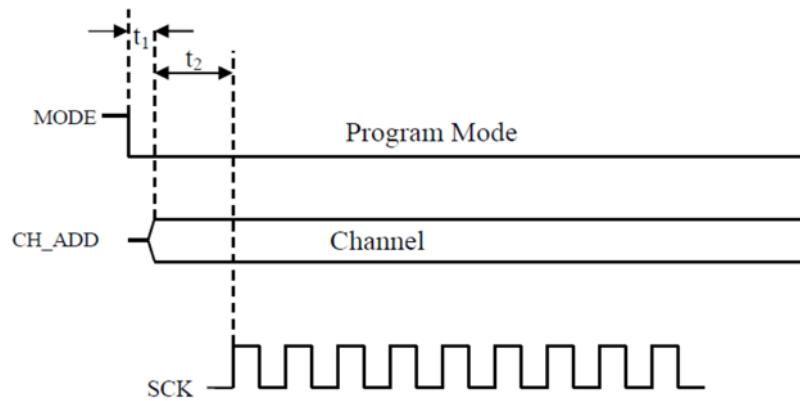 t₁
t₂
MODE
Program Mode
CH_ADD
Channel
SCK